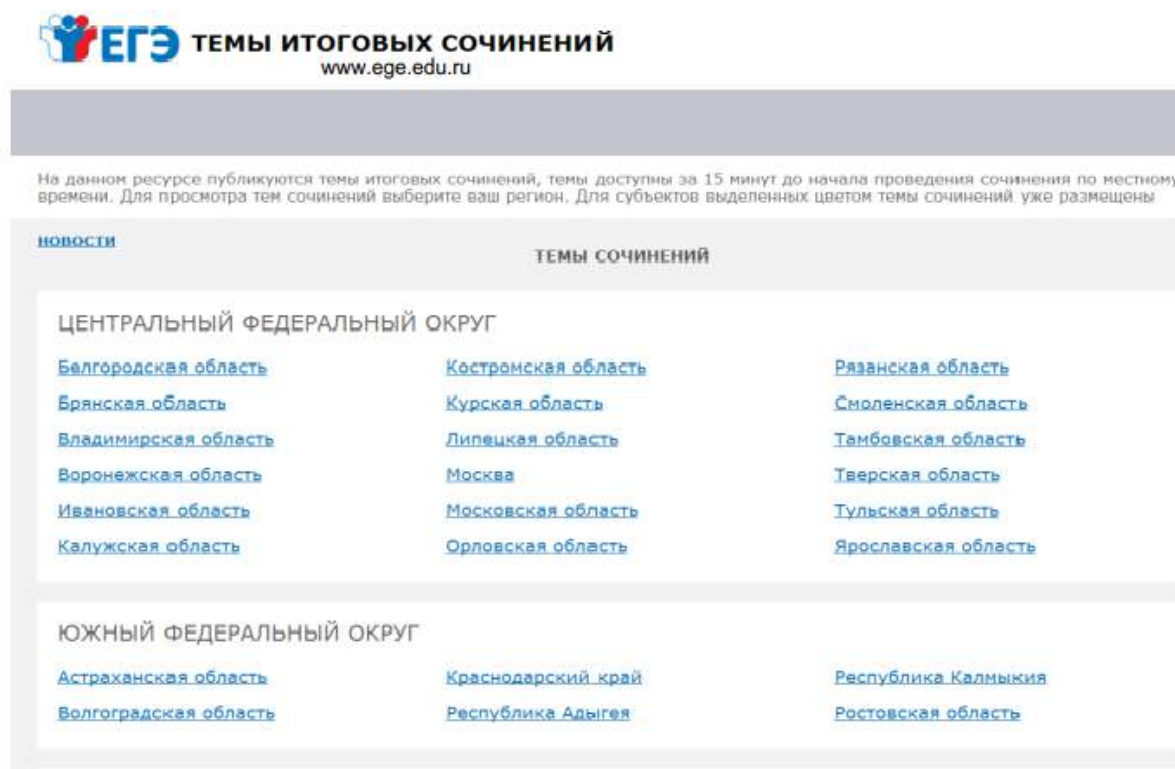 ЕГЭ ТЕМЫ ИТОГОВЫХ СОЧИНЕНИЙ
www.ege.edu.ru
На данном ресурсе публикуются темы итоговых сочинений, темы доступны за 15 минут до начала проведения сочинения по местному
времени. Для просмотра тем сочинений выберите ваш регион. Для субъектов выделенных цветом темы сочинений уже размещены
НОВОСТИ
ТЕМЫ СОЧИНЕНИЙ
ЦЕНТРАЛЬНЫЙ ФЕДЕРАЛЬНЫЙ ОКРУГ
Белгородская область Костромская область Рязанская область
Брянская область Курская область Смоленская область
Владимирская область Липецкая область Тамбовская область
Воронежская область Москва Тверская область
Ивановская область Московская область Тульская область
Калужская область Орловская область Ярославская область
ЮЖНЫЙ ФЕДЕРАЛЬНЫЙ ОКРУГ
Астраханская область Краснодарский край Республика Калмыкия
Волгоградская область Республика Адыгея Ростовская область